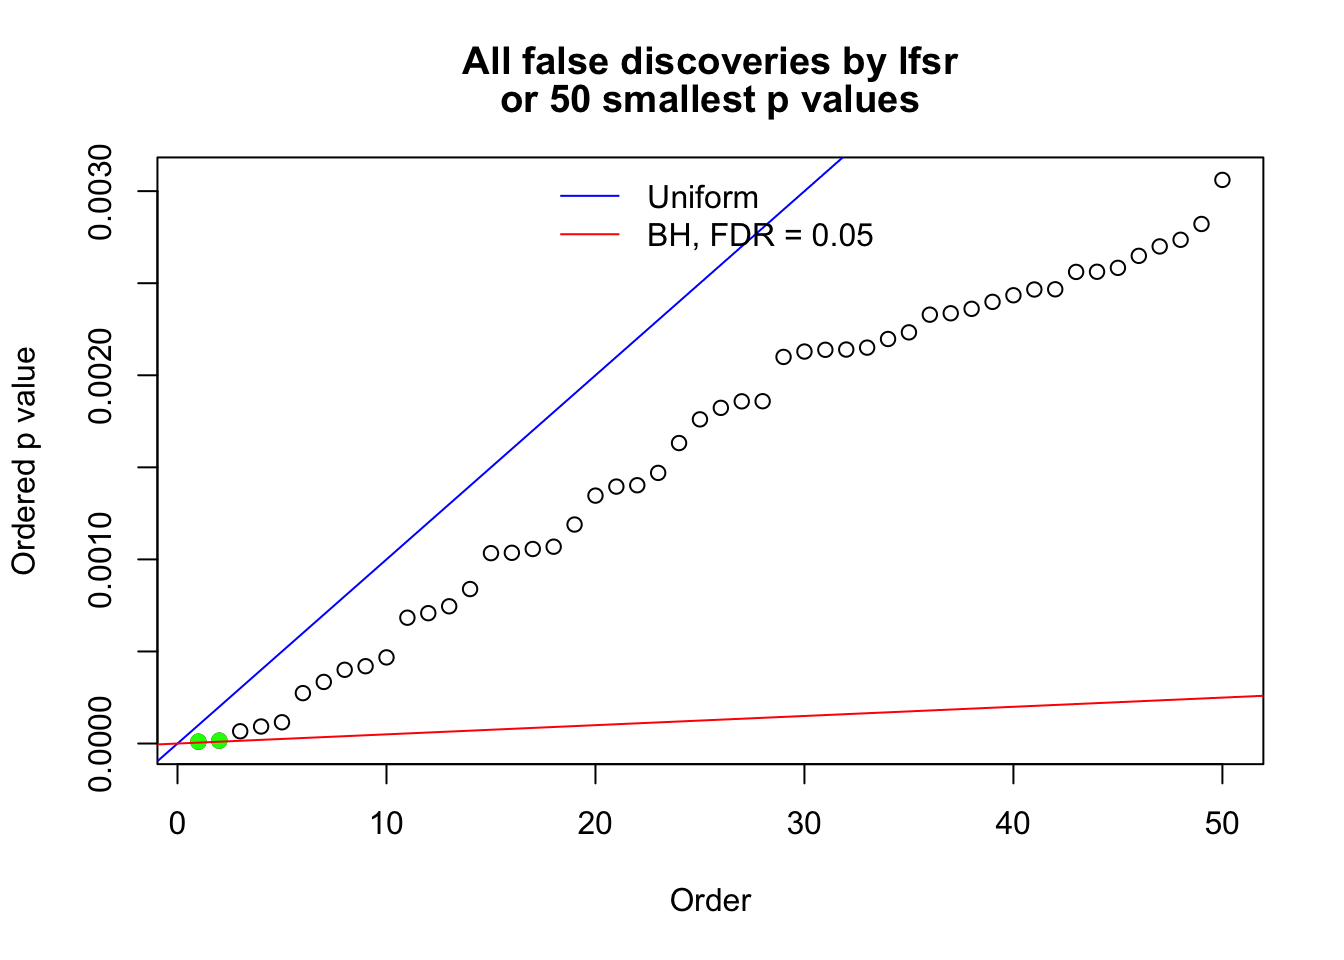 All false discoveries by lfsr
or 50 smallest p values
Uniform
BH, FDR = 0.05
Ordered p value
0.0030
0.0020
0.0010
0.0000
0 10 20 30 40 50
Order